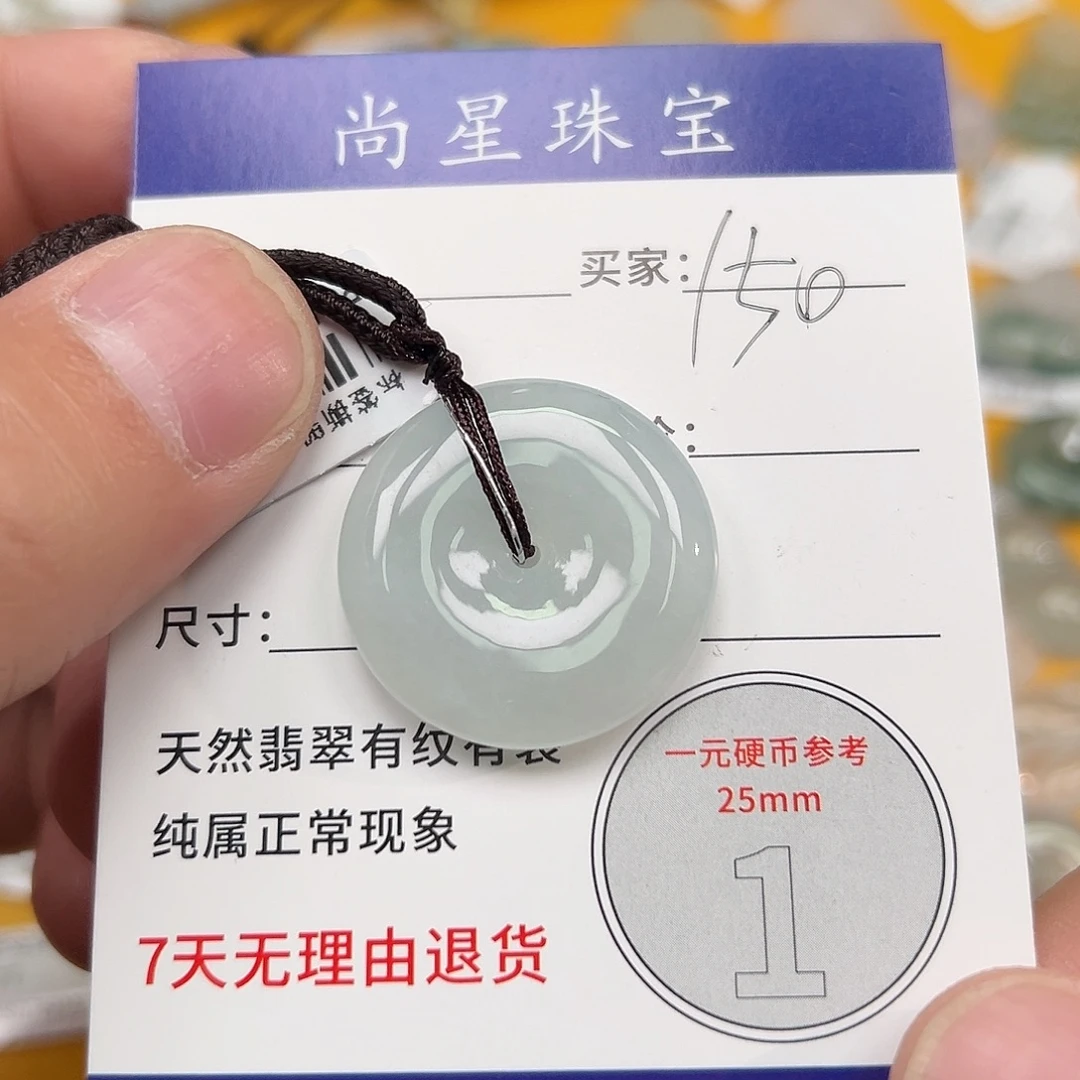 尚星珠宝
买家：150
尺寸：
天然翡翠有纹有裂
纯属正常现象
7天无理由退货
一元硬币参考
25mm
1